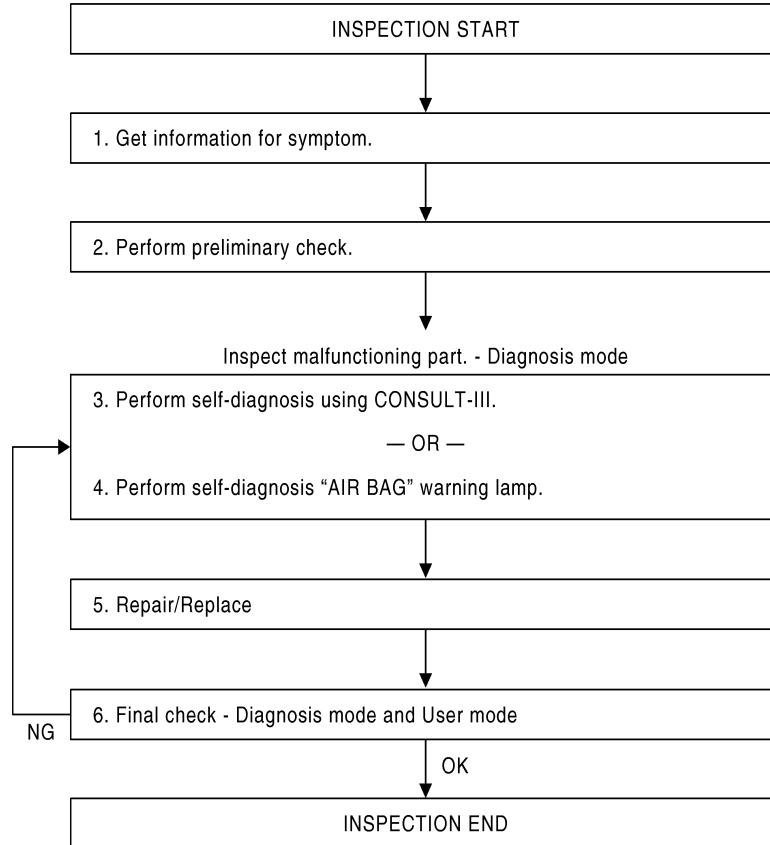 INSPECTION START
1. Get information for symptom.
2. Perform preliminary check.
Inspect malfunctioning part. - Diagnosis mode
3. Perform self-diagnosis using CONSULT-III.
— OR —
4. Perform self-diagnosis “AIR BAG” warning lamp.
5. Repair/Replace
6. Final check - Diagnosis mode and User mode
NG
OK
INSPECTION END